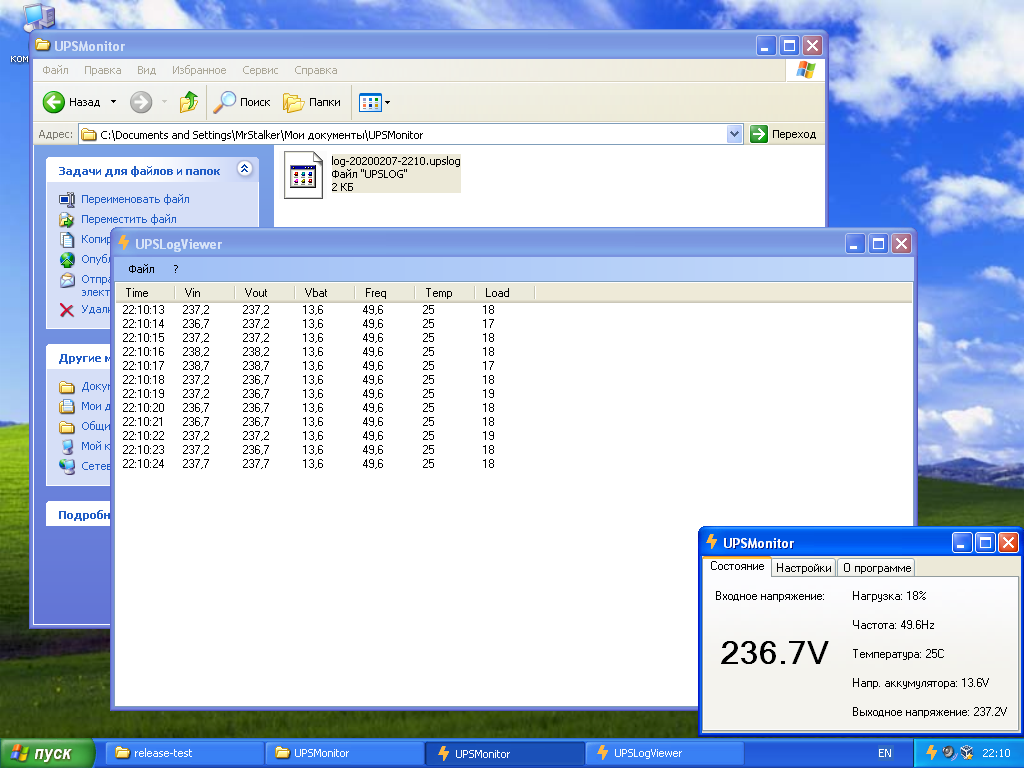 ком
UPSMonitor
Файл Правка Вид Избранное Сервис Справка
Назад Поиск Папки
Адрес: C:\Documents and Settings\MrStalker\Мои документы\UPSMonitor Переход
Задачи для файлов и папок
Переименовать файл
Переместить файл
Копир
Опубл
Отпра
элект
Удали
Другие м
Докум
Мои д
Общи
Мой к
Сетев
Подробн
log-20200207-2210.upslog
Файл "UPSLOG"
2 КБ
UPSLogViewer
Файл ?
Time Vin Vout Vbat Freq Temp Load
22:10:13 237,2 237,2 13,6 49,6 25 18
22:10:14 236,7 237,2 13,6 49,6 25 17
22:10:15 237,2 237,2 13,6 49,6 25 18
22:10:16 238,2 238,2 13,6 49,6 25 18
22:10:17 238,7 238,7 13,6 49,6 25 17
22:10:18 237,2 236,7 13,6 49,6 25 18
22:10:19 237,2 236,7 13,6 49,6 25 19
22:10:20 236,7 236,7 13,6 49,6 25 18
22:10:21 236,7 236,7 13,6 49,6 25 18
22:10:22 237,2 237,2 13,6 49,6 25 19
22:10:23 237,2 236,7 13,6 49,6 25 18
22:10:24 237,7 237,7 13,6 49,6 25 18
UPSMonitor
Состояние Настройки О программе
Входное напряжение:
236.7V
Нагрузка: 18%
Частота: 49.6Hz
Температура: 25C
Напр. аккумулятора: 13.6V
Выходное напряжение: 237.2V
пуск release-test UPSMonitor UPSMonitor UPSLogViewer EN 22:10